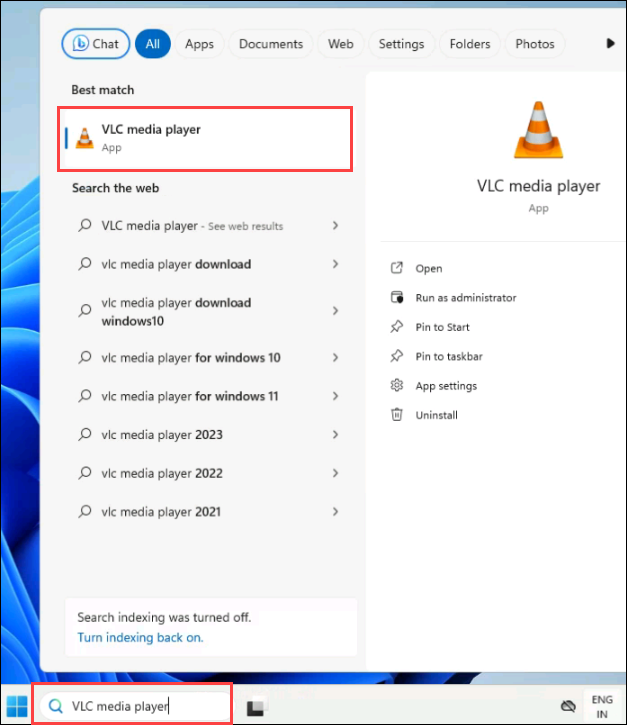 Chat All Apps Documents Web Settings Folders Photos
Best match
VLC media player
App
Search the web
VLC media player - See web results
vlc media player download
vlc media player download
windows10
vlc media player for windows 10
vlc media player for windows 11
vlc media player 2023
vlc media player 2022
vlc media player 2021
Search indexing was turned off.
Turn indexing back on.
VLC media player
App
Open
Run as administrator
Pin to Start
Pin to taskbar
App settings
Uninstall
VLC media player
ENG
IN